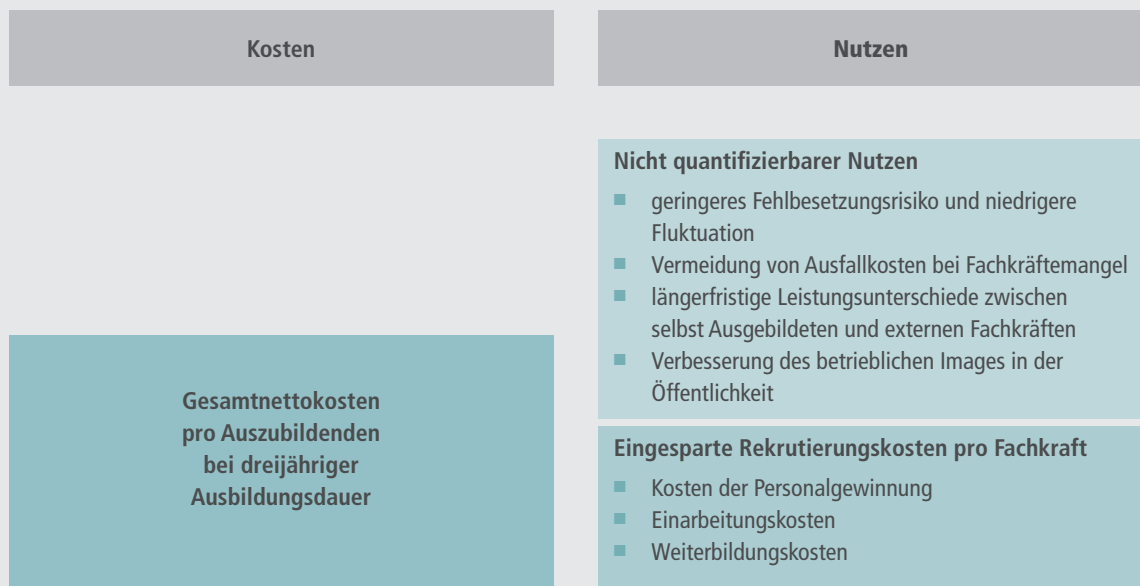 Kosten
Nutzen
Nicht quantifizierbarer Nutzen
■ geringeres Fehlbesetzungsrisiko und niedrigere
Fluktuation
■ Vermeidung von Ausfallkosten bei Fachkräftemangel
■ längerfristige Leistungsunterschiede zwischen
selbst Ausgebildeten und externen Fachkräften
■ Verbesserung des betrieblichen Images in der
Öffentlichkeit
Gesamtnettokosten
pro Auszubildenden
bei dreijähriger
Ausbildungsdauer
Eingesparte Rekrutierungskosten pro Fachkraft
■ Kosten der Personalgewinnung
■ Einarbeitungskosten
■ Weiterbildungskosten